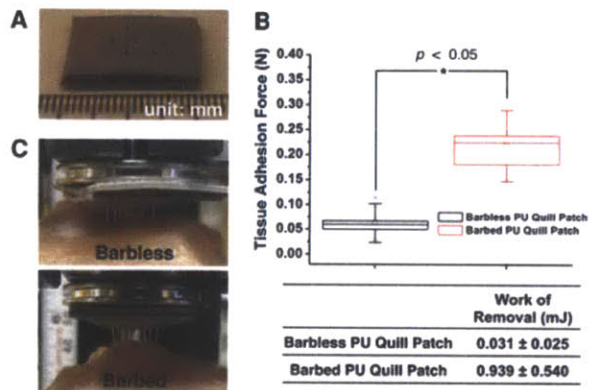 A
unit: mm
B
p < 0.05
*
Tissue Adhesion Force (N)
0.40
0.35
0.30
0.25
0.20
0.15
0.10
0.05
0.00
Barbless PU Quill Patch
Barbed PU Quill Patch
Work of
Removal (mJ)
Barbless PU Quill Patch 0.031 ± 0.025
Barbed PU Quill Patch 0.939 ± 0.540
C
Barbless
Barbed